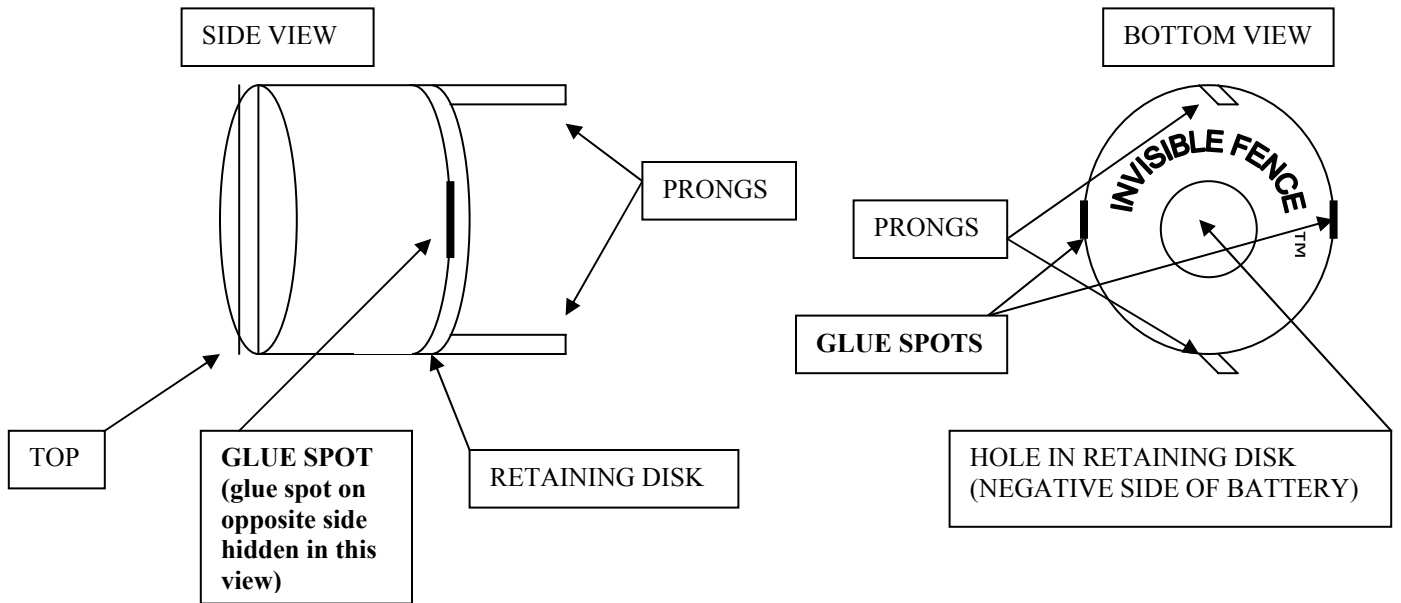 SIDE VIEW
BOTTOM VIEW
PRONGS
INVISIBLE FENCE
TM
PRONGS
GLUE SPOTS
TOP
GLUE SPOT
(glue spot on
opposite side
hidden in this
view)
RETAINING DISK
HOLE IN RETAINING DISK
(NEGATIVE SIDE OF BATTERY)